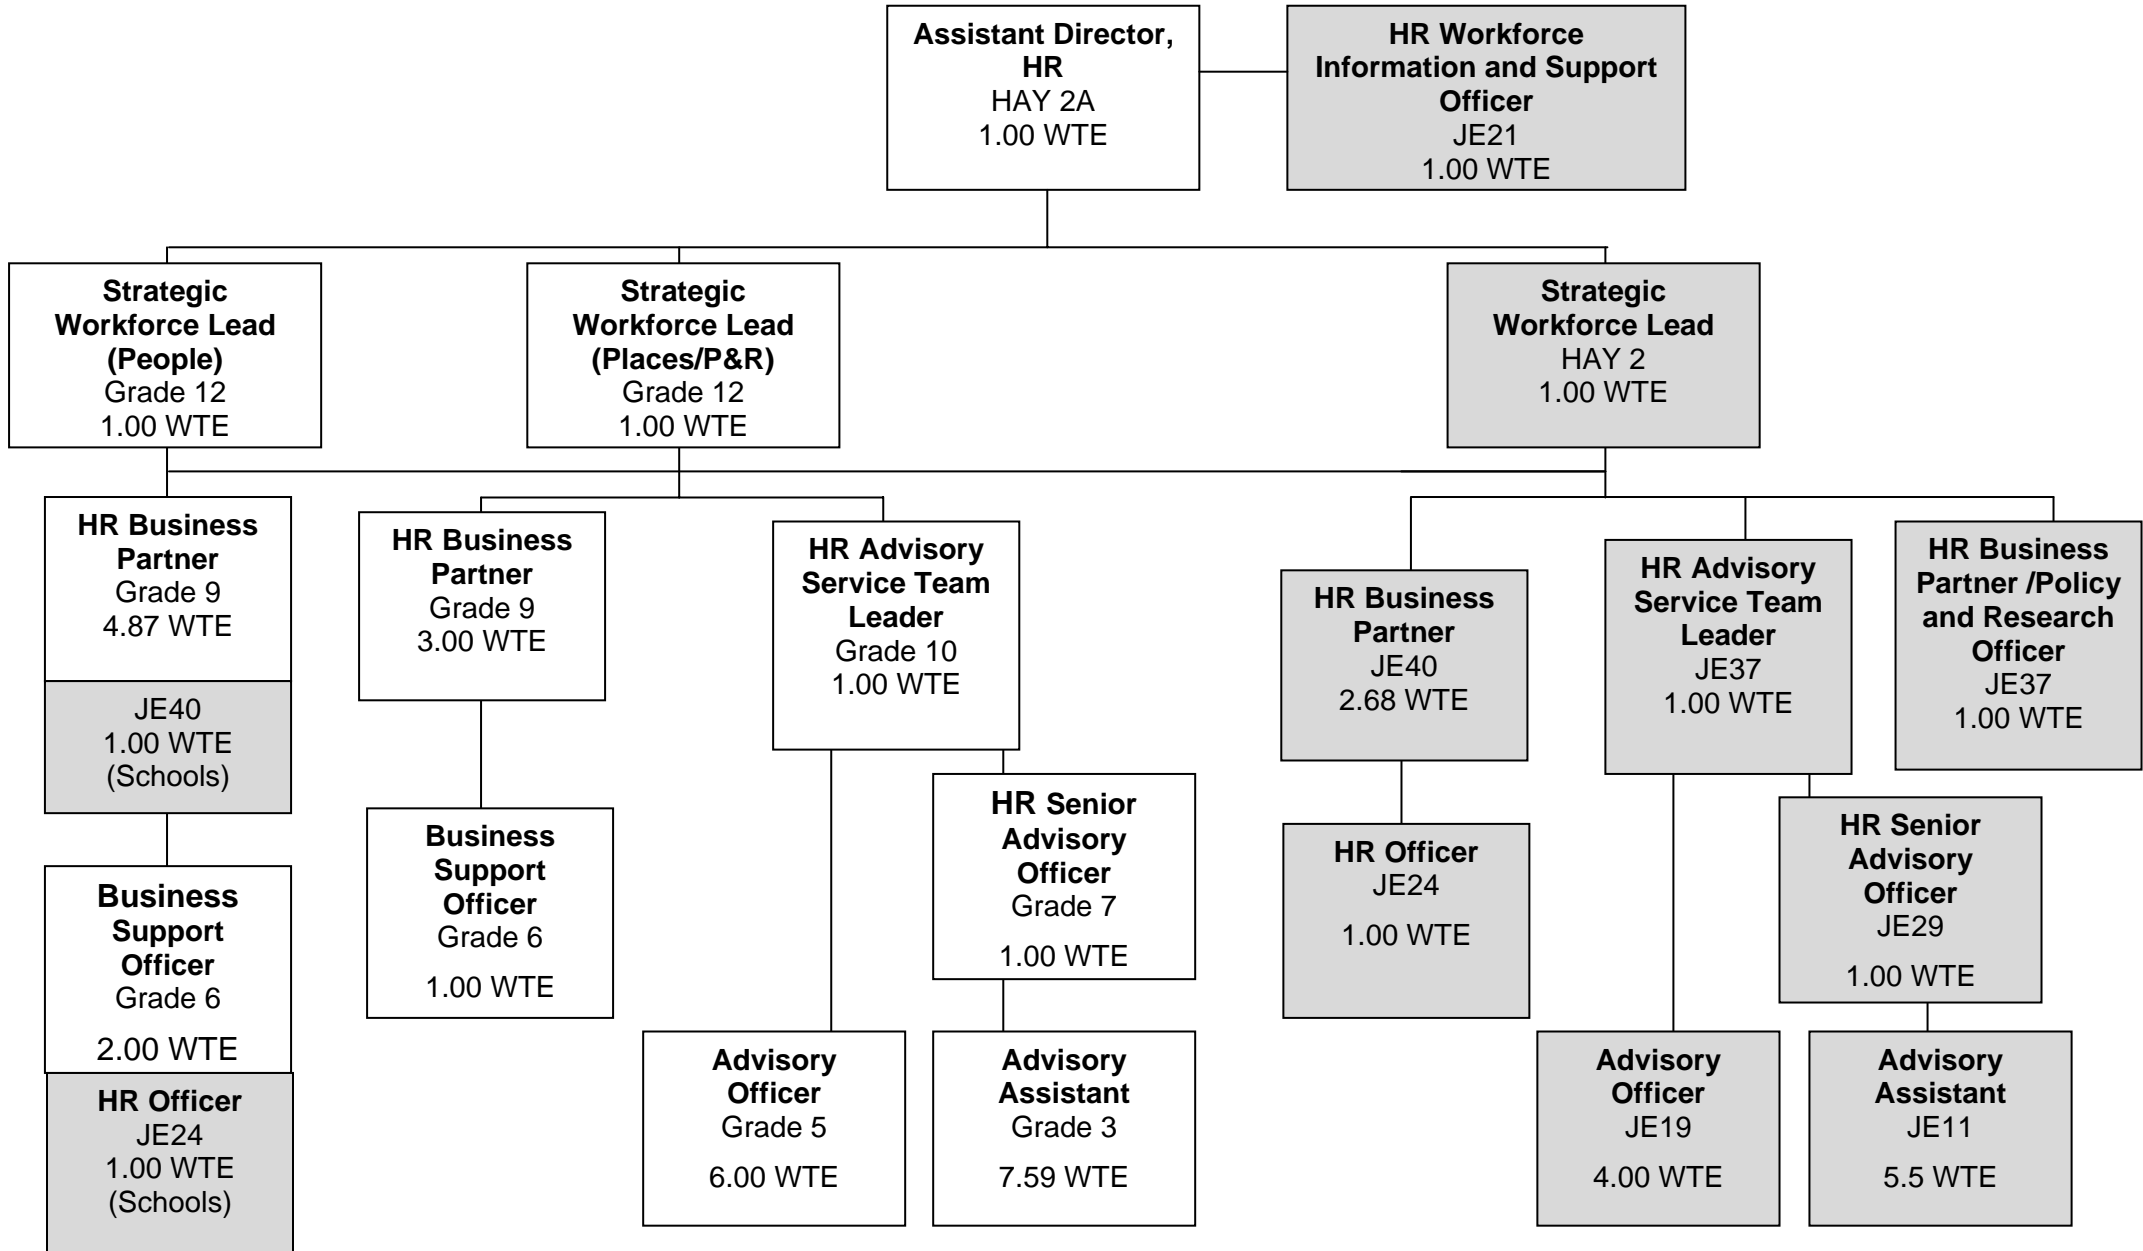 Assistant Director,
HR
HAY 2A
1.00 WTE
HR Workforce
Information and Support
Officer
JE21
1.00 WTE
Strategic
Workforce Lead
(People)
Grade 12
1.00 WTE
Strategic
Workforce Lead
(Places/P&R)
Grade 12
1.00 WTE
Strategic
Workforce Lead
HAY 2
1.00 WTE
HR Business
Partner
Grade 9
4.87 WTE
JE40
1.00 WTE
(Schools)
Business
Support
Officer
Grade 6
2.00 WTE
HR Officer
JE24
1.00 WTE
(Schools)
HR Business
Partner
Grade 9
3.00 WTE
Business
Support
Officer
Grade 6
1.00 WTE
HR Advisory
Service Team
Leader
Grade 10
1.00 WTE
HR Senior
Advisory
Officer
Grade 7
1.00 WTE
Advisory
Officer
Grade 5
6.00 WTE
Advisory
Assistant
Grade 3
7.59 WTE
HR Business
Partner
JE40
2.68 WTE
HR Officer
JE24
1.00 WTE
HR Advisory
Service Team
Leader
JE37
1.00 WTE
HR Business
Partner /Policy
and Research
Officer
JE37
1.00 WTE
HR Senior
Advisory
Officer
JE29
1.00 WTE
Advisory
Officer
JE19
4.00 WTE
Advisory
Assistant
JE11
5.5 WTE